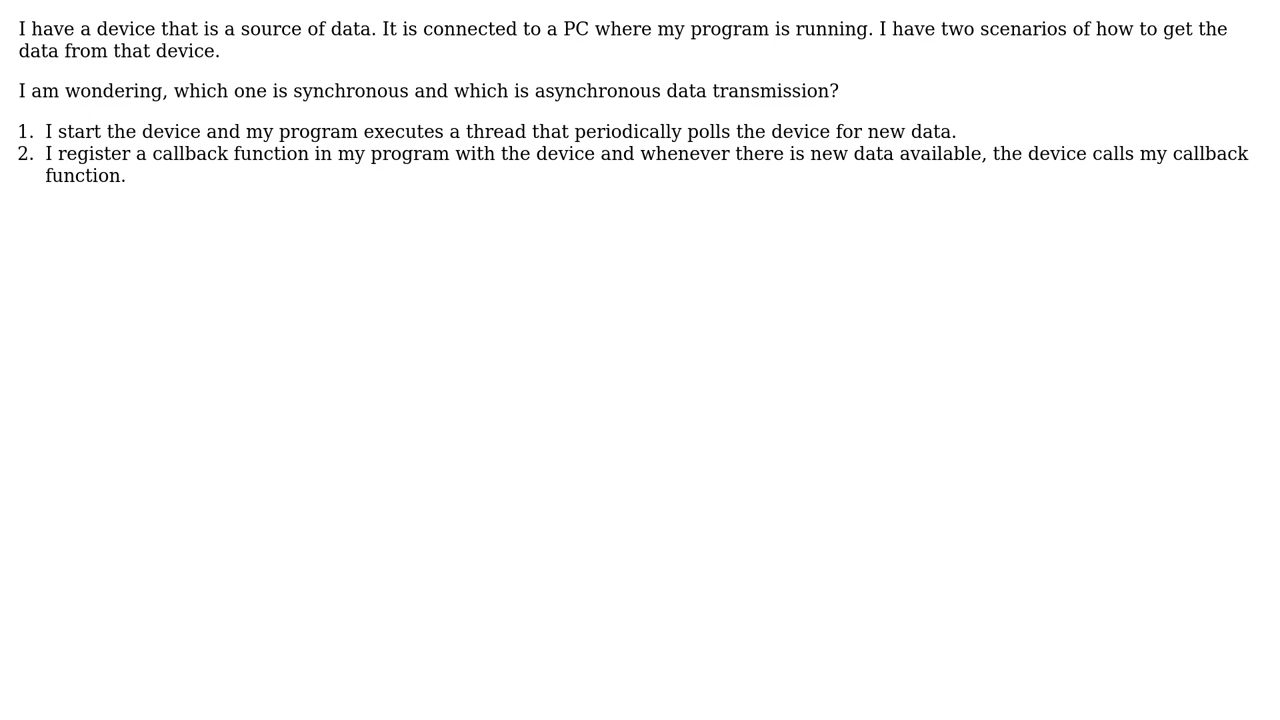 I have a device that is a source of data. It is connected to a PC where my program is running. I have two scenarios of how to get the
data from that device.
I am wondering, which one is synchronous and which is asynchronous data transmission?
1. I start the device and my program executes a thread that periodically polls the device for new data.
2. I register a callback function in my program with the device and whenever there is new data available, the device calls my callback
function.